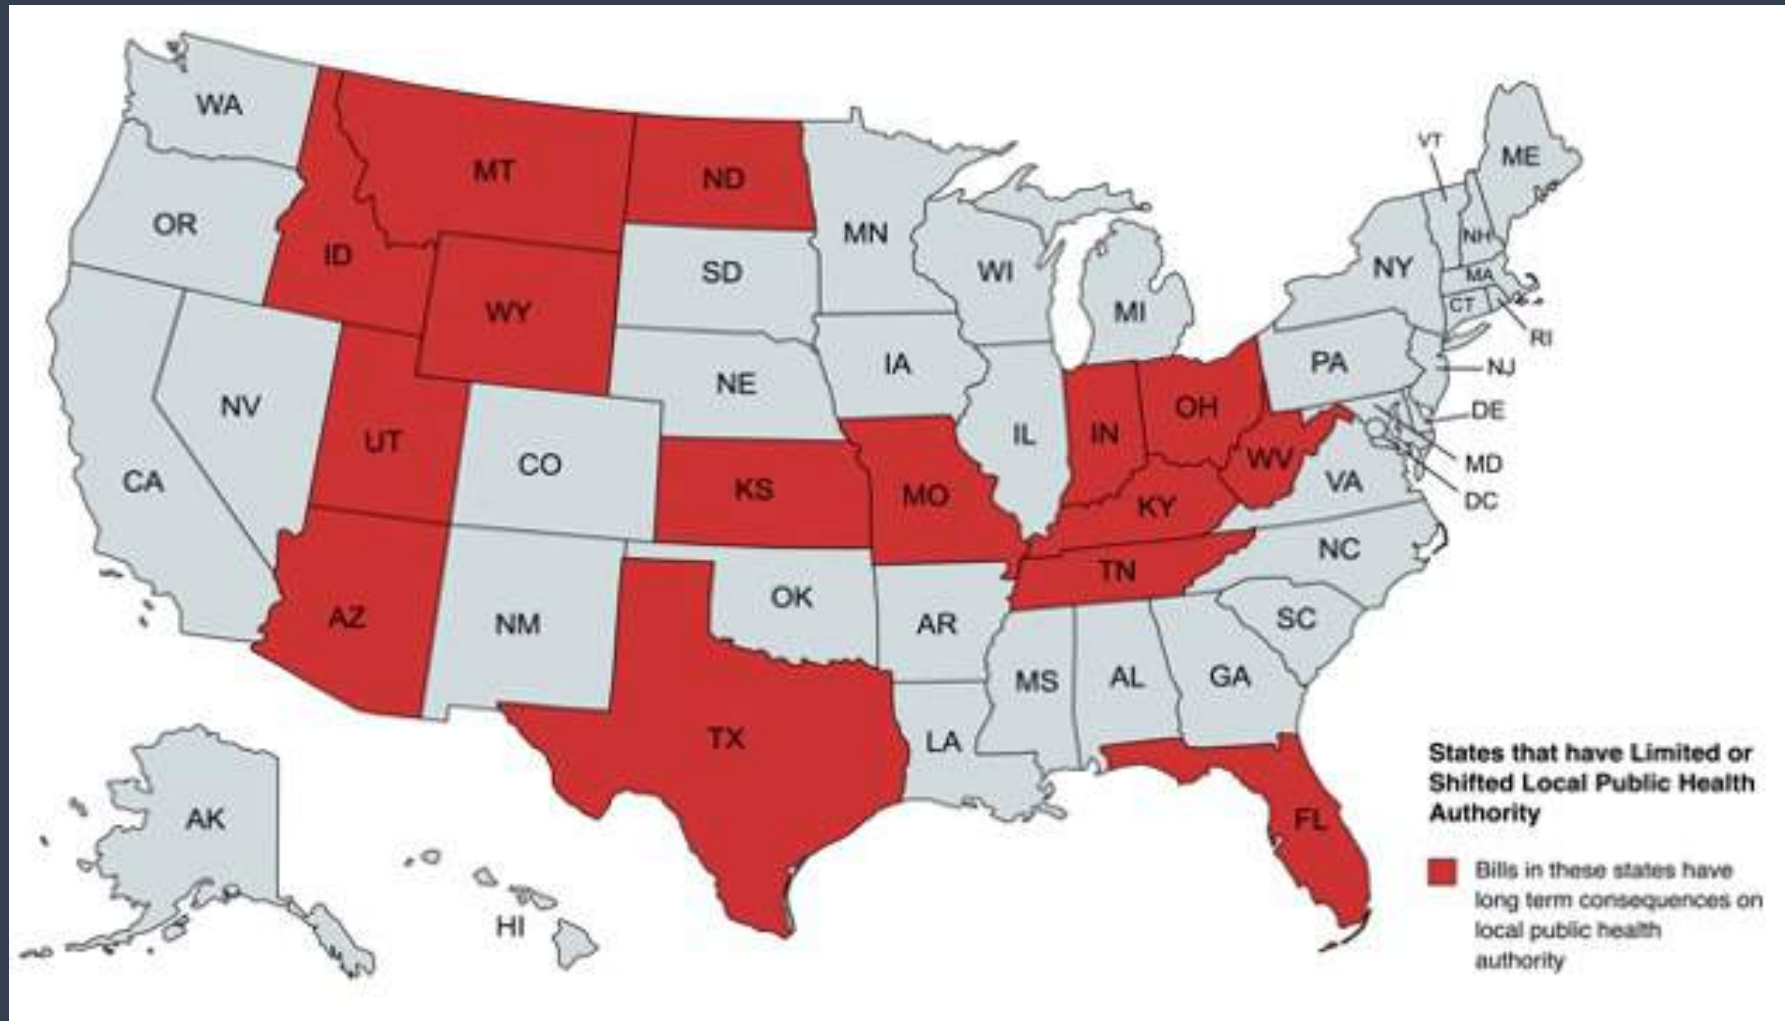 WA
MT
ND
MN
VT
ME
OR
ID
SD
WI
NH
NY
MA
WY
MI
CT
RI
IA
PA
NJ
NE
NV
OH
DE
UT
IL
IN
CO
WV
MD
CA
KS
MO
VA
DC
KY
NC
TN
OK
AZ
NM
AR
SC
MS
AL
GA
TX
LA
AK
FL
HI
States that have Limited or
Shifted Local Public Health
Authority
Bills in these states have
long term consequences on
local public health
authority